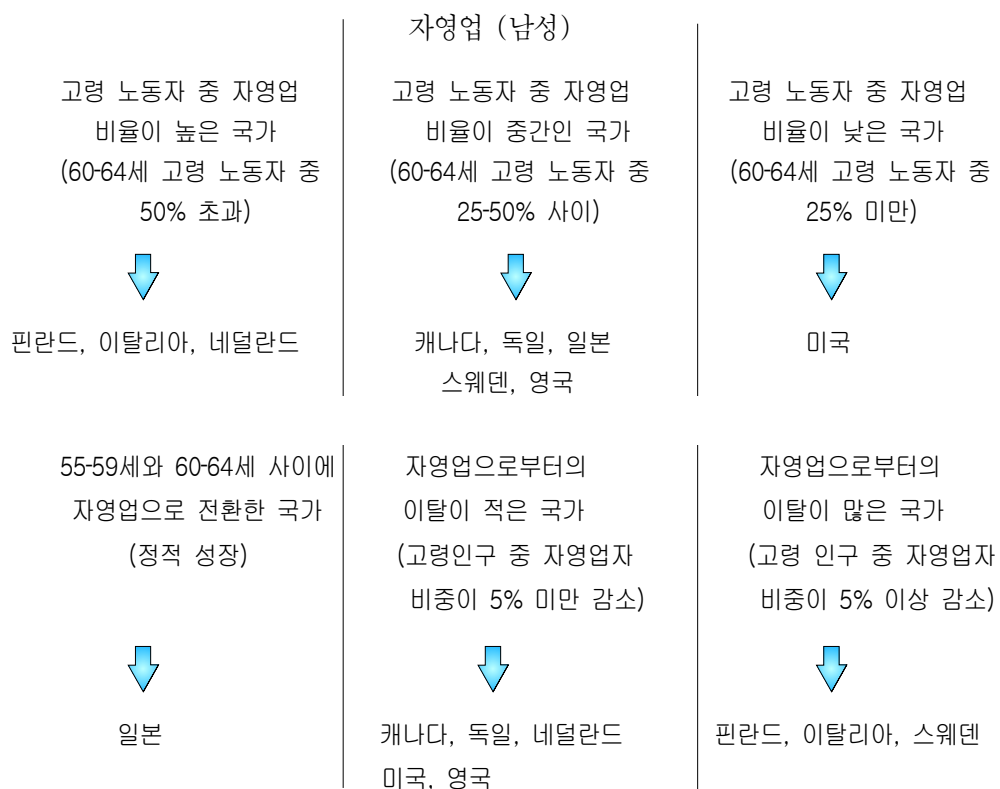 자영업 (남성)
고령 노동자 중 자영업
비율이 높은 국가
(60-64세 고령 노동자 중
50% 초과)
핀란드, 이탈리아, 네덜란드
고령 노동자 중 자영업
비율이 중간인 국가
(60-64세 고령 노동자 중
25-50% 사이)
캐나다, 독일, 일본
스웨덴, 영국
고령 노동자 중 자영업
비율이 낮은 국가
(60-64세 고령 노동자 중
25% 미만)
미국
55-59세와 60-64세 사이에
자영업으로 전환한 국가
(정적 성장)
일본
자영업으로부터의
이탈이 적은 국가
(고령인구 중 자영업자
비중이 5% 미만 감소)
캐나다, 독일, 네덜란드
미국, 영국
자영업으로부터의
이탈이 많은 국가
(고령 인구 중 자영업자
비중이 5% 이상 감소)
핀란드, 이탈리아, 스웨덴